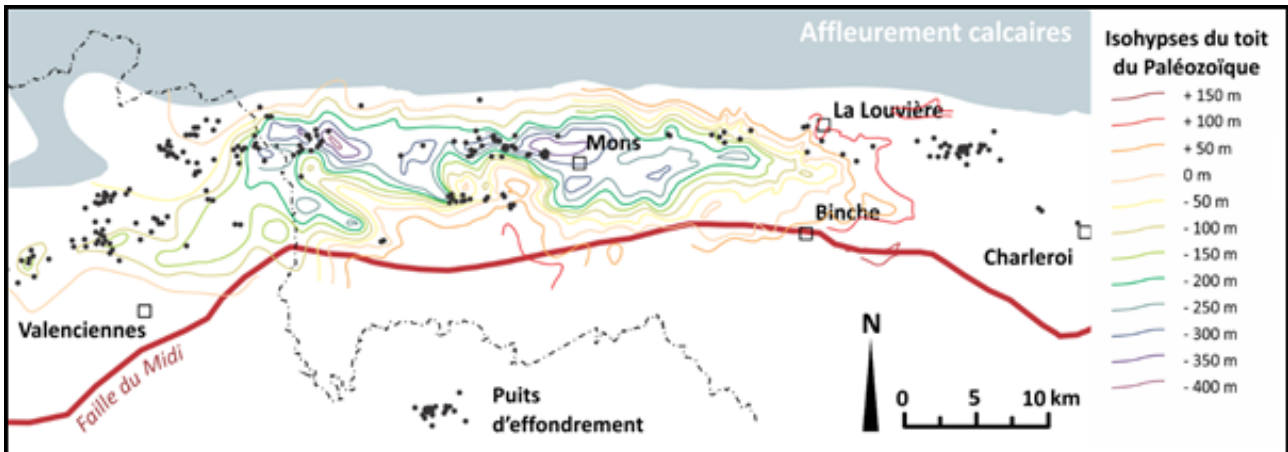 Affleurement calcaires
Isohypses du toit
du Paléozoïque
+ 150 m
+ 100 m
+ 50 m
0 m
- 50 m
- 100 m
- 150 m
- 200 m
- 250 m
- 300 m
- 350 m
- 400 m
La Louvière
Mons
Binche
Charleroi
Valenciennes
Faille du Midi
Puits
d'effondrement
N
0 5 10 km